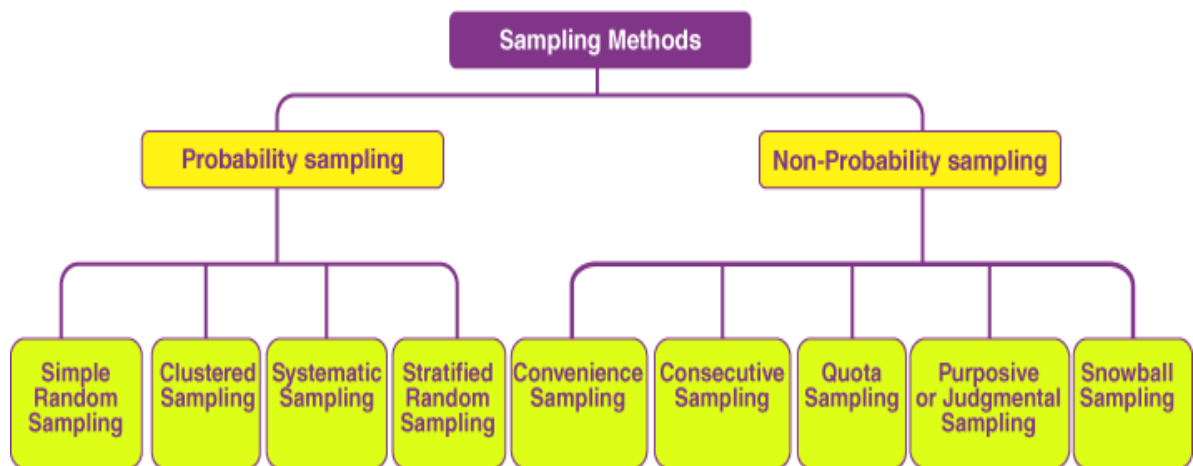 Sampling Methods
Probability sampling
Non-Probability sampling
Simple
Random
Sampling
Clustered
Sampling
Systematic
Sampling
Stratified
Random
Sampling
Convenience
Sampling
Consecutive
Sampling
Quota
Sampling
Purposive
or Judgmental
Sampling
Snowball
Sampling